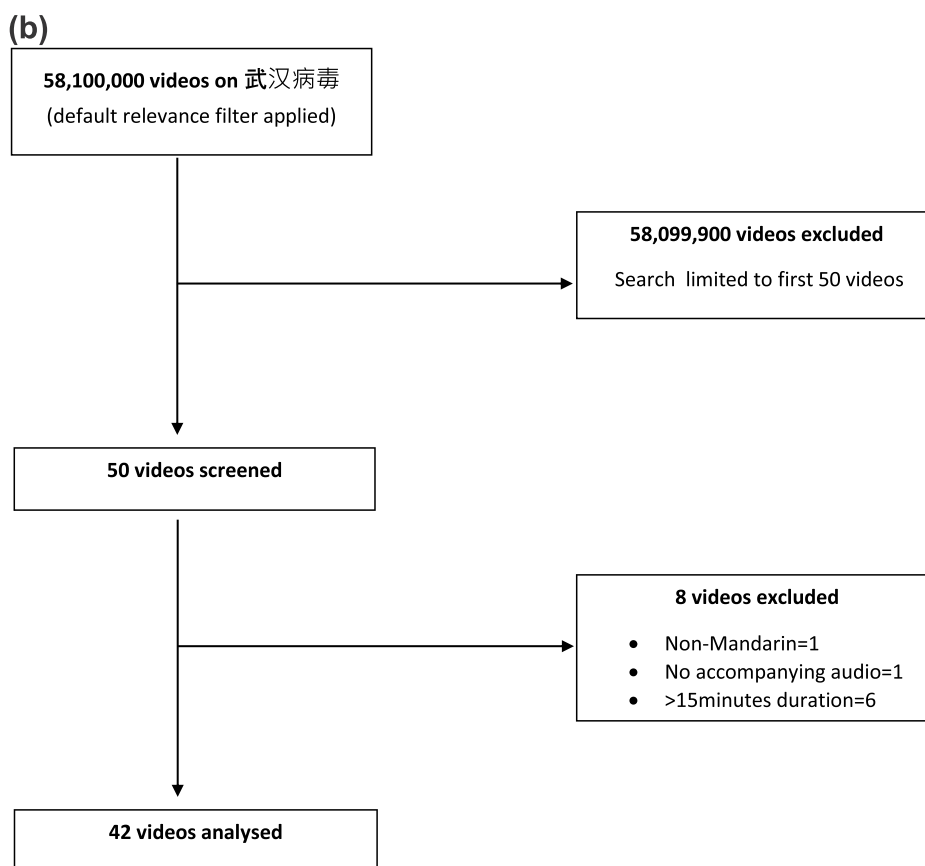 (b)
58,100,000 videos on 武汉病毒
(default relevance filter applied)
58,099,900 videos excluded
Search limited to first 50 videos
50 videos screened
8 videos excluded
• Non-Mandarin=1
• No accompanying audio=1
• >15minutes duration=6
42 videos analysed